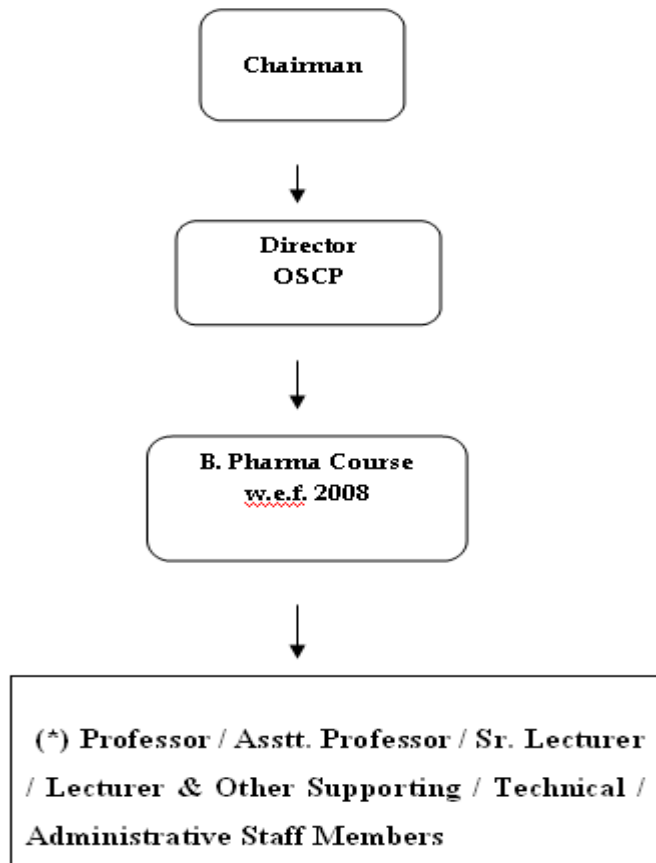 Chairman
Director
OSCP
B. Pharma Course
w.e.f. 2008
(*) Professor / Asstt. Professor / Sr. Lecturer
/ Lecturer & Other Supporting / Technical /
Administrative Staff Members